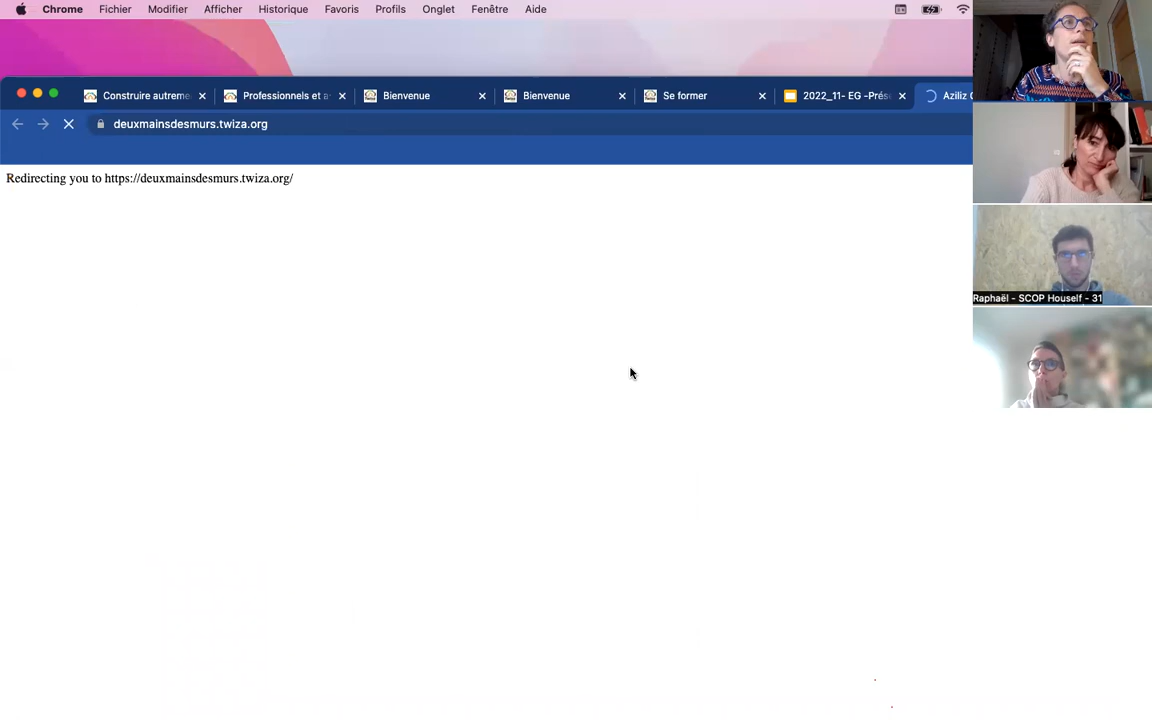 Chrome Fichier Modifier Afficher Historique Favoris Profils Onglet Fenêtre Aide
Construire autreme Professionnels et a Bienvenue Bienvenue Se former 2022_11- EG -Prése Aziliz
deuxmainsdesmurs.twiza.org
Redirecting you to https://deuxmainsdesmurs.twiza.org/
Raphaël - SCOP Houself - 31